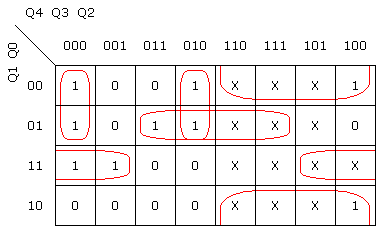 Q4 Q3 Q2
Q1 Q0
000 001 011 010 110 111 101 100
00 1 0 0 1 X X X 1
01 1 0 1 1 X X X 0
11 1 1 0 0 X X X X
10 0 0 0 0 X X X 1